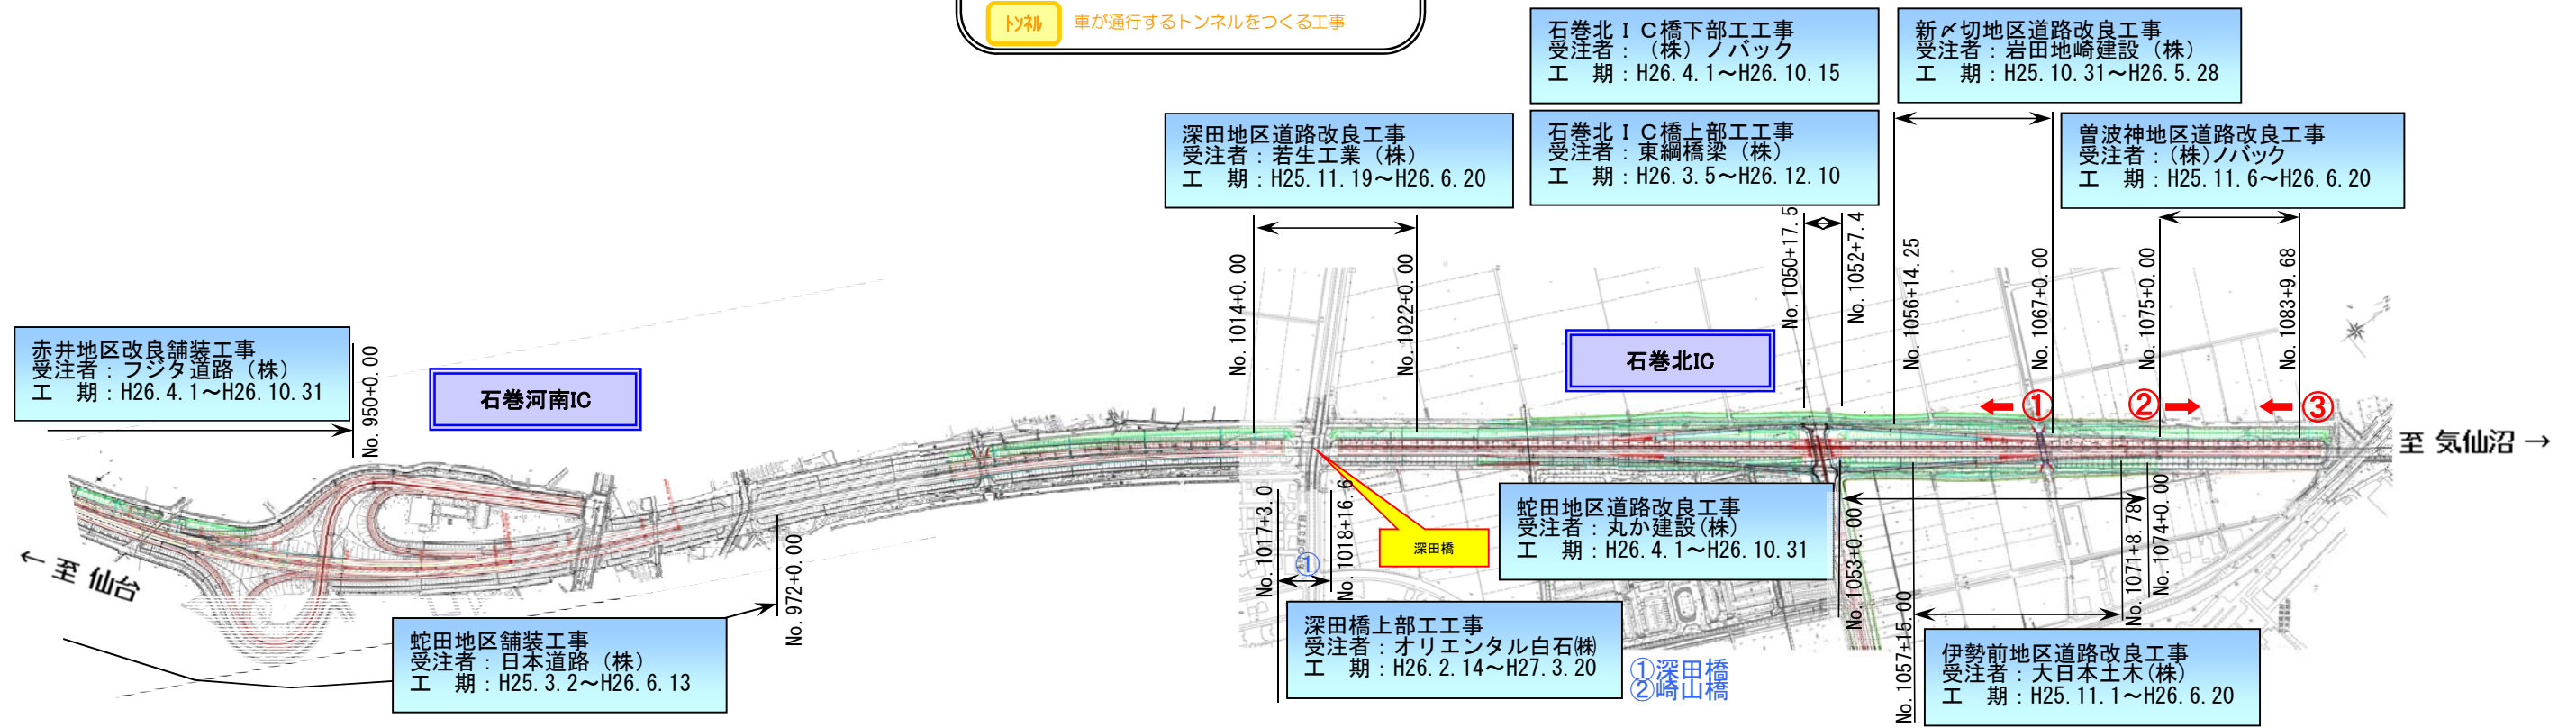 トンネル 車が通行するトンネルをつくる工事
石巻北ＩＣ橋下部工工事
受注者：（株）ノバック
工　期：H26.4.1～H26.10.15
新〆切地区道路改良工事
受注者：岩田地崎建設（株）
工　期：H25.10.31～H26.5.28
深田地区道路改良工事
受注者：若生工業（株）
工　期：H25.11.19～H26.6.20
石巻北ＩＣ橋上部工工事
受注者：東綱橋梁（株）
工　期：H26.3.5～H26.12.10
曽波神地区道路改良工事
受注者：(株)ノバック
工　期：H25.11.6～H26.6.20
No.1014+0.00
No.1022+0.00
No.1050+17.5
No.1052+7.4
No.1056+14.25
No.1067+0.00
No.1075+0.00
No.1083+9.68
赤井地区改良舗装工事
受注者：フジタ道路（株）
工　期：H26.4.1～H26.10.31
No.950+0.00
石巻河南IC
石巻北IC
← ①
② →
← ③
至 気仙沼 →
← 至 仙台
No.972+0.00
No.1017+3.0
①
No.1018+16.6
深田橋
蛇田地区道路改良工事
受注者：丸か建設(株)
工　期：H26.4.1～H26.10.31
No.1053+0.00
No.1057+15.00
No.1071+8.78
No.1074+0.00
蛇田地区舗装工事
受注者：日本道路（株）
工　期：H25.3.2～H26.6.13
深田橋上部工工事
受注者：オリエンタル白石㈱
工　期：H26.2.14～H27.3.20
①深田橋
②崎山橋
伊勢前地区道路改良工事
受注者：大日本土木(株)
工　期：H25.11.1～H26.6.20